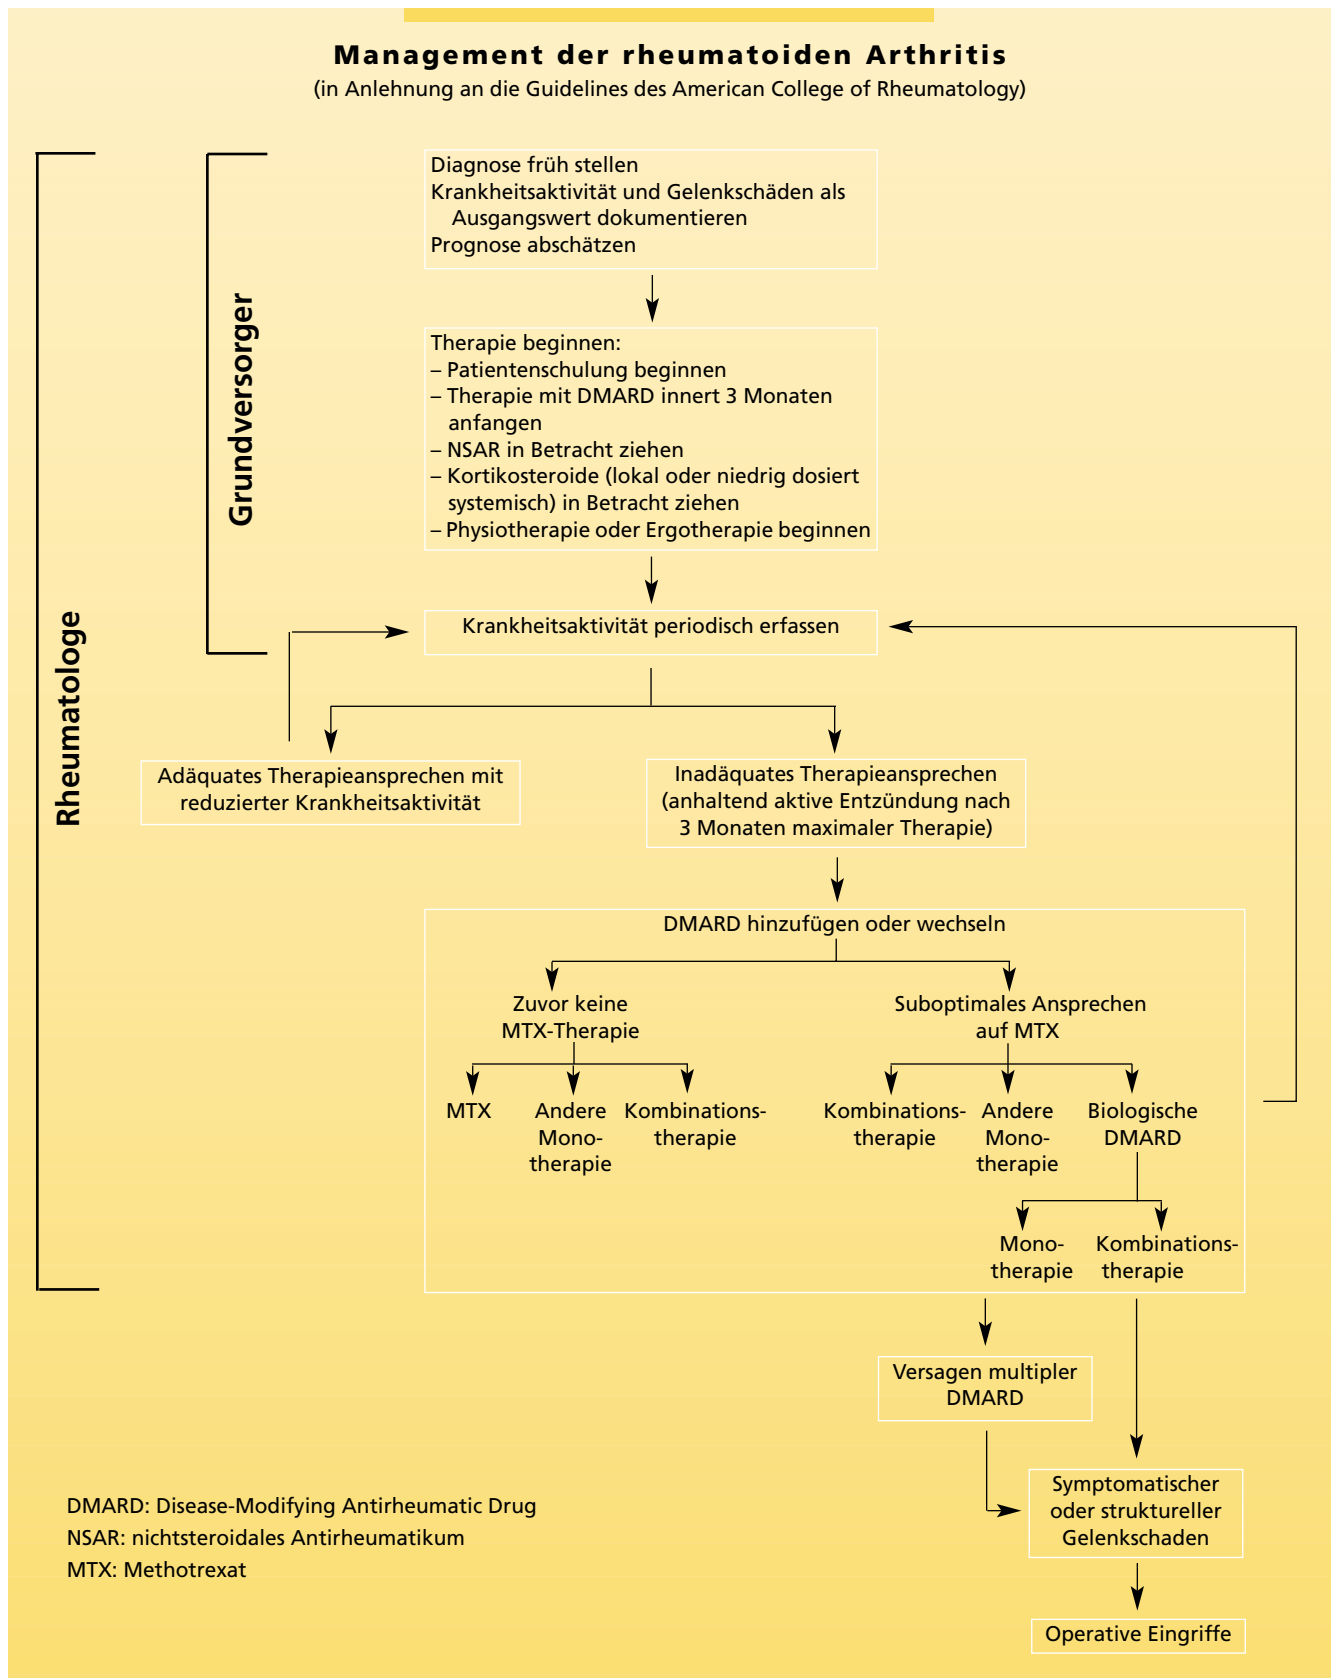 Management der rheumatoiden Arthritis
(in Anlehnung an die Guidelines des American College of Rheumatology)
Rheumatologe
Grundversorger
Diagnose früh stellen
Krankheitsaktivität und Gelenkschäden als
Ausgangswert dokumentieren
Prognose abschätzen
Therapie beginnen:
– Patientenschulung beginnen
– Therapie mit DMARD innert 3 Monaten
anfangen
– NSAR in Betracht ziehen
– Kortikosteroide (lokal oder niedrig dosiert
systemisch) in Betracht ziehen
– Physiotherapie oder Ergotherapie beginnen
Krankheitsaktivität periodisch erfassen
Adäquates Therapieansprechen mit
reduzierter Krankheitsaktivität
Inadäquates Therapieansprechen
(anhaltend aktive Entzündung nach
3 Monaten maximaler Therapie)
DMARD hinzufügen oder wechseln
Zuvor keine
MTX-Therapie
Suboptimales Ansprechen
auf MTX
MTX
Andere
Mono-
therapie
Kombinations-
therapie
Kombinations-
therapie
Andere
Mono-
therapie
Biologische
DMARD
Mono-
therapie
Kombinations-
therapie
Versagen multipler
DMARD
Symptomatischer
oder struktureller
Gelenkschaden
Operative Eingriffe
DMARD: Disease-Modifying Antirheumatic Drug
NSAR: nichtsteroidales Antirheumatikum
MTX: Methotrexat